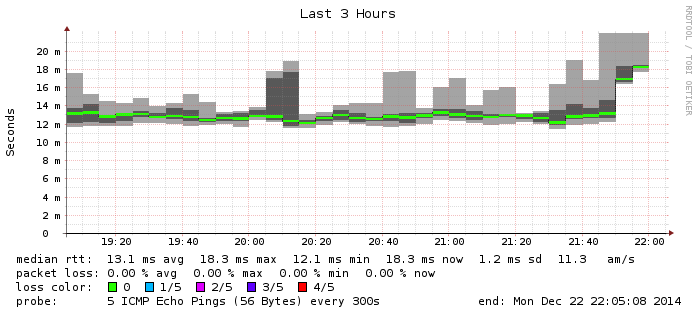 Last 3 Hours
RRDTOOL / TOBI OETIKER
Seconds
20 m
18 m
16 m
14 m
12 m
10 m
8 m
6 m
4 m
2 m
0
19:20 19:40 20:00 20:20 20:40 21:00 21:20 21:40 22:00
median rtt: 13.1 ms avg 18.3 ms max 12.1 ms min 18.3 ms now 1.2 ms sd 11.3 am/s
packet loss: 0.00 % avg 0.00 % max 0.00 % min 0.00 % now
loss color: 0 1/5 2/5 3/5 4/5
probe: 5 ICMP Echo Pings (56 Bytes) every 300s end: Mon Dec 22 22:05:08 2014